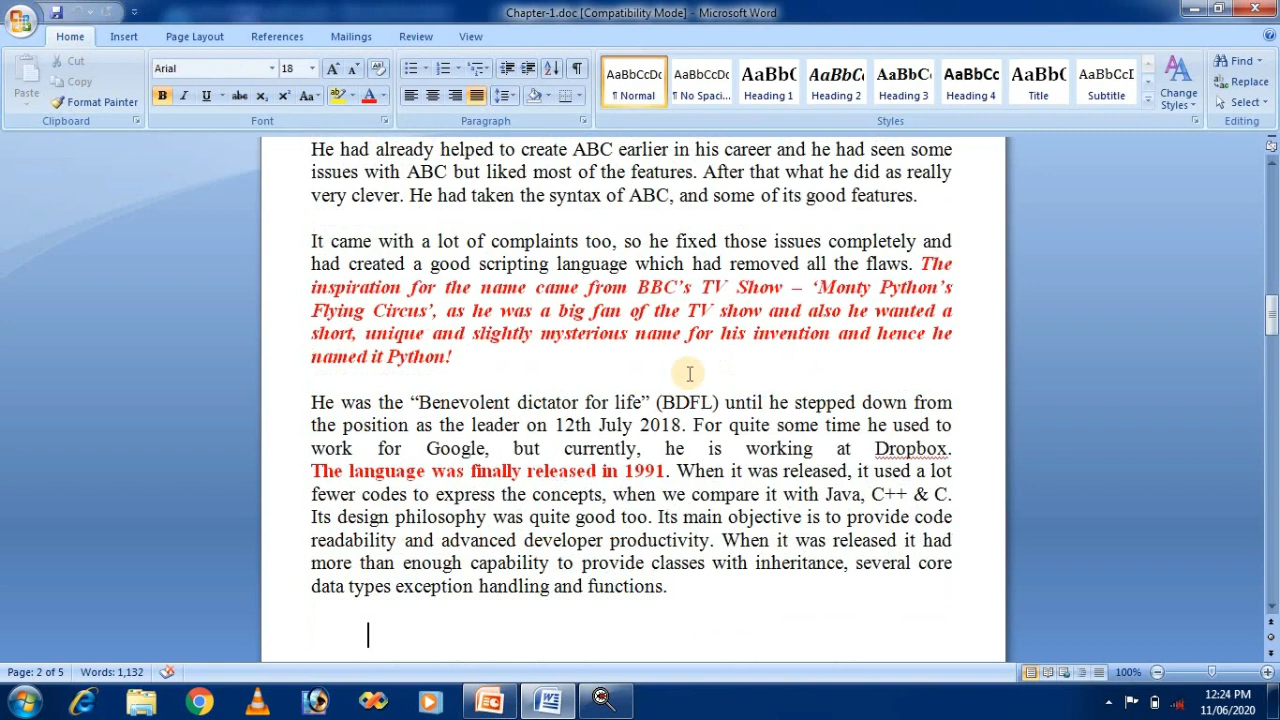 Chapter-1.doc [Compatibility Mode] - Microsoft Word
Home Insert Page Layout References Mailings Review View
Paste
Cut
Copy
Format Painter
Clipboard
Arial 18
B I U abc x₂ x² Aa
Font
Paragraph
AaBbCcDc AaBbCcDc AaBbC AaBbCc AaBbCc AaBbCc AaBbC AaBbCcI
¶ Normal ¶ No Spaci... Heading 1 Heading 2 Heading 3 Heading 4 Title Subtitle
Styles
Change Styles
Find
Replace
Select
Editing
He had already helped to create ABC earlier in his career and he had seen some
issues with ABC but liked most of the features. After that what he did as really
very clever. He had taken the syntax of ABC, and some of its good features.
It came with a lot of complaints too, so he fixed those issues completely and
had created a good scripting language which had removed all the flaws. The
inspiration for the name came from BBC’s TV Show – ‘Monty Python’s
Flying Circus’, as he was a big fan of the TV show and also he wanted a
short, unique and slightly mysterious name for his invention and hence he
named it Python!
He was the “Benevolent dictator for life” (BDFL) until he stepped down from
the position as the leader on 12th July 2018. For quite some time he used to
work for Google, but currently, he is working at Dropbox.
The language was finally released in 1991. When it was released, it used a lot
fewer codes to express the concepts, when we compare it with Java, C++ & C.
Its design philosophy was quite good too. Its main objective is to provide code
readability and advanced developer productivity. When it was released it had
more than enough capability to provide classes with inheritance, several core
data types exception handling and functions.
Page: 2 of 5 Words: 1,132 100%
12:24 PM
11/06/2020